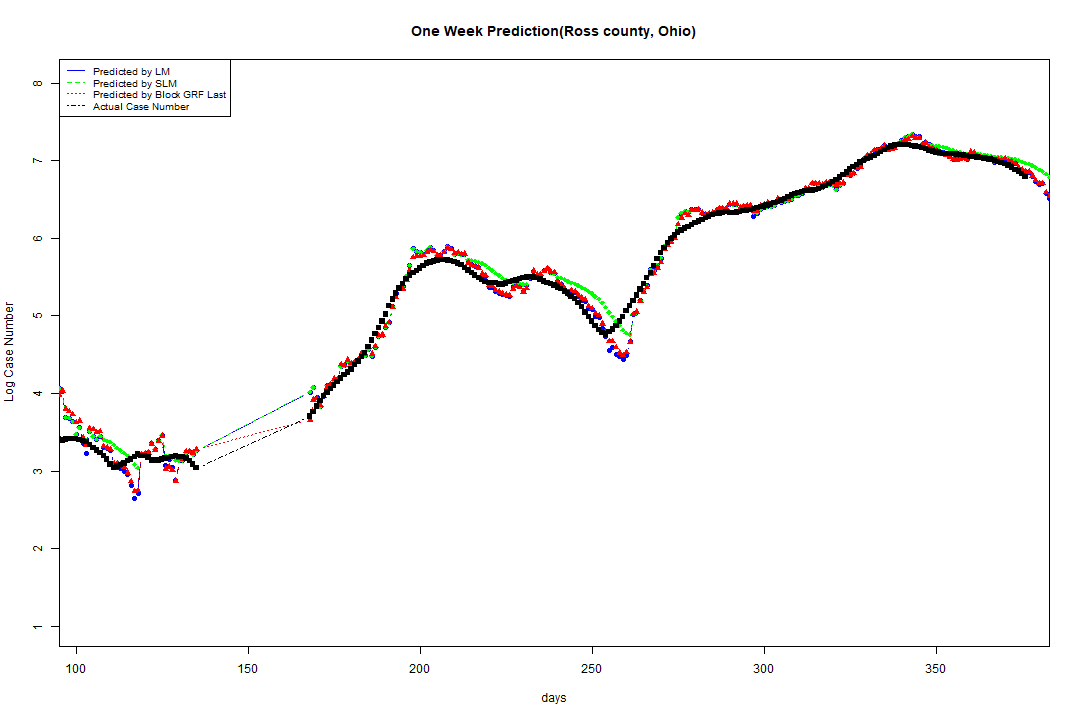 One Week Prediction(Ross county, Ohio)
Predicted by LM
Predicted by SLM
Predicted by Block GRF Last
Actual Case Number
8
7
6
5
4
3
2
1
Log Case Number
100 150 200 250 300 350
days